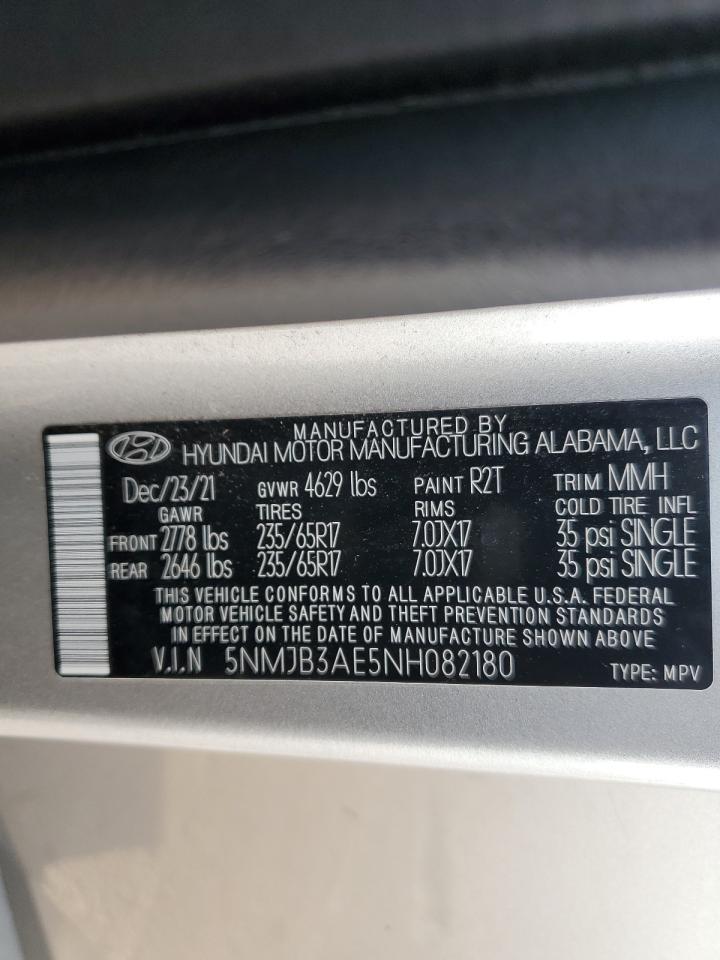 MANUFACTURED BY
HYUNDAI MOTOR MANUFACTURING ALABAMA, LLC
Dec/23/21 GVWR 4629 lbs PAINT R2T TRIM MMH
GAWR TIRES RIMS COLD TIRE INFL
FRONT 2778 lbs 235/65R17 7.0JX17 35 psi SINGLE
REAR 2646 lbs 235/65R17 7.0JX17 35 psi SINGLE
THIS VEHICLE CONFORMS TO ALL APPLICABLE U.S.A. FEDERAL
MOTOR VEHICLE SAFETY AND THEFT PREVENTION STANDARDS
IN EFFECT ON THE DATE OF MANUFACTURE SHOWN ABOVE
V.I.N 5NMJB3AE5NH082180 TYPE: MPV